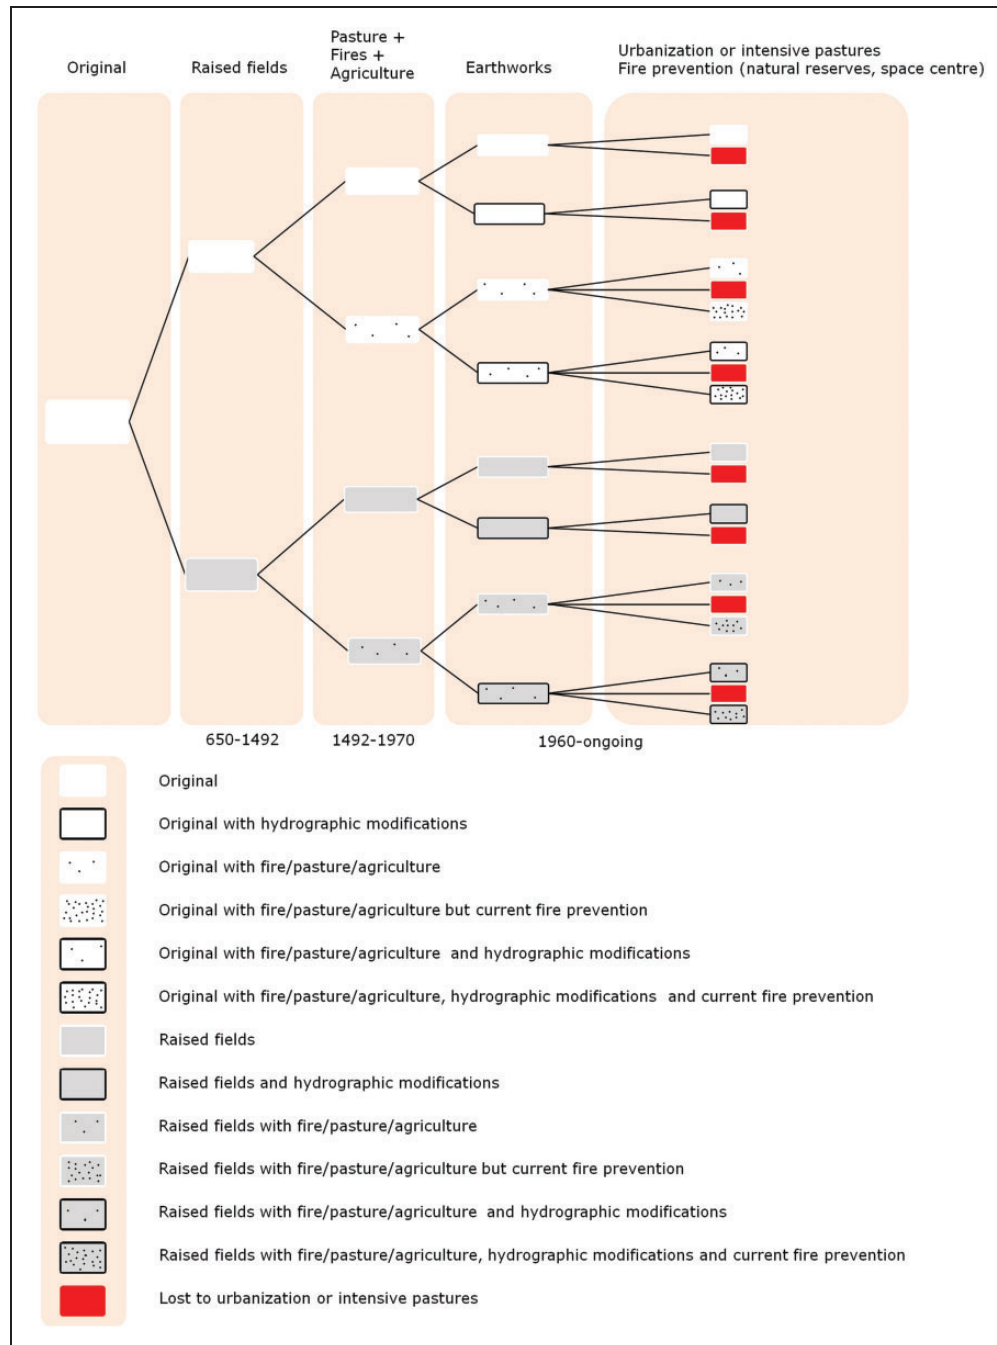 Original
Raised fields
Pasture +
Fires +
Agriculture
Earthworks
Urbanization or intensive pastures
Fire prevention (natural reserves, space centre)
650-1492
1492-1970
1960-ongoing
Original
Original with hydrographic modifications
Original with fire/pasture/agriculture
Original with fire/pasture/agriculture but current fire prevention
Original with fire/pasture/agriculture and hydrographic modifications
Original with fire/pasture/agriculture, hydrographic modifications and current fire prevention
Raised fields
Raised fields and hydrographic modifications
Raised fields with fire/pasture/agriculture
Raised fields with fire/pasture/agriculture but current fire prevention
Raised fields with fire/pasture/agriculture and hydrographic modifications
Raised fields with fire/pasture/agriculture, hydrographic modifications and current fire prevention
Lost to urbanization or intensive pastures